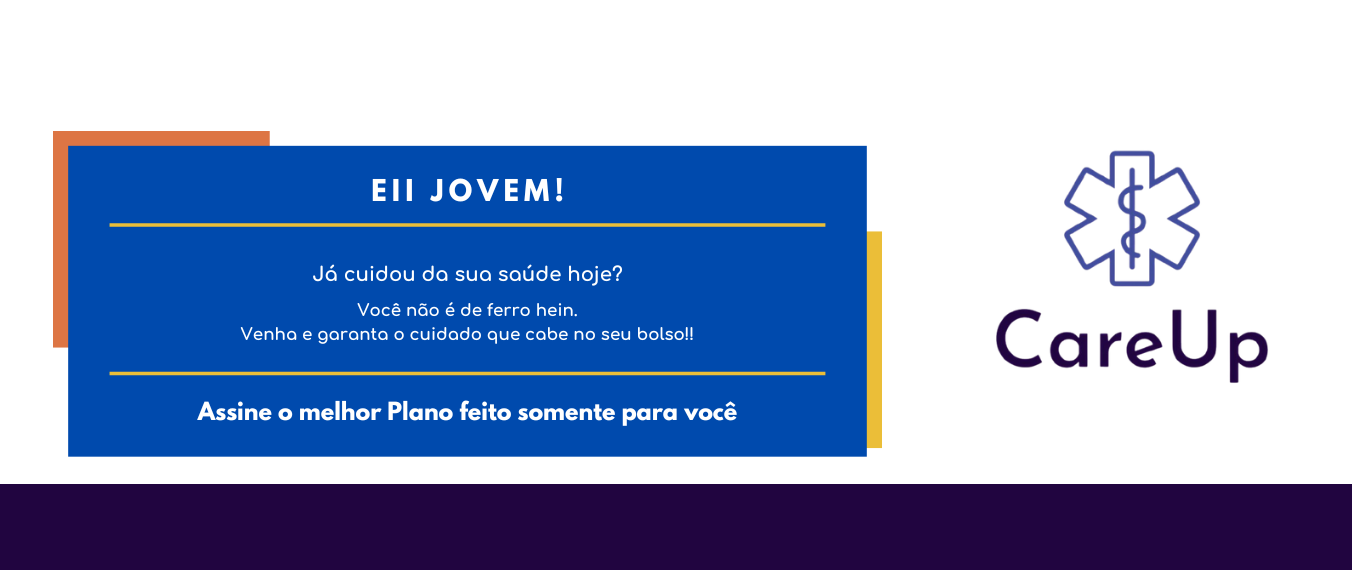 EII JOVEM!
Já cuidou da sua saúde hoje?
Você não é de ferro hein.
Venha e garanta o cuidado que cabe no seu bolso!!
Assine o melhor Plano feito somente para você
CareUp